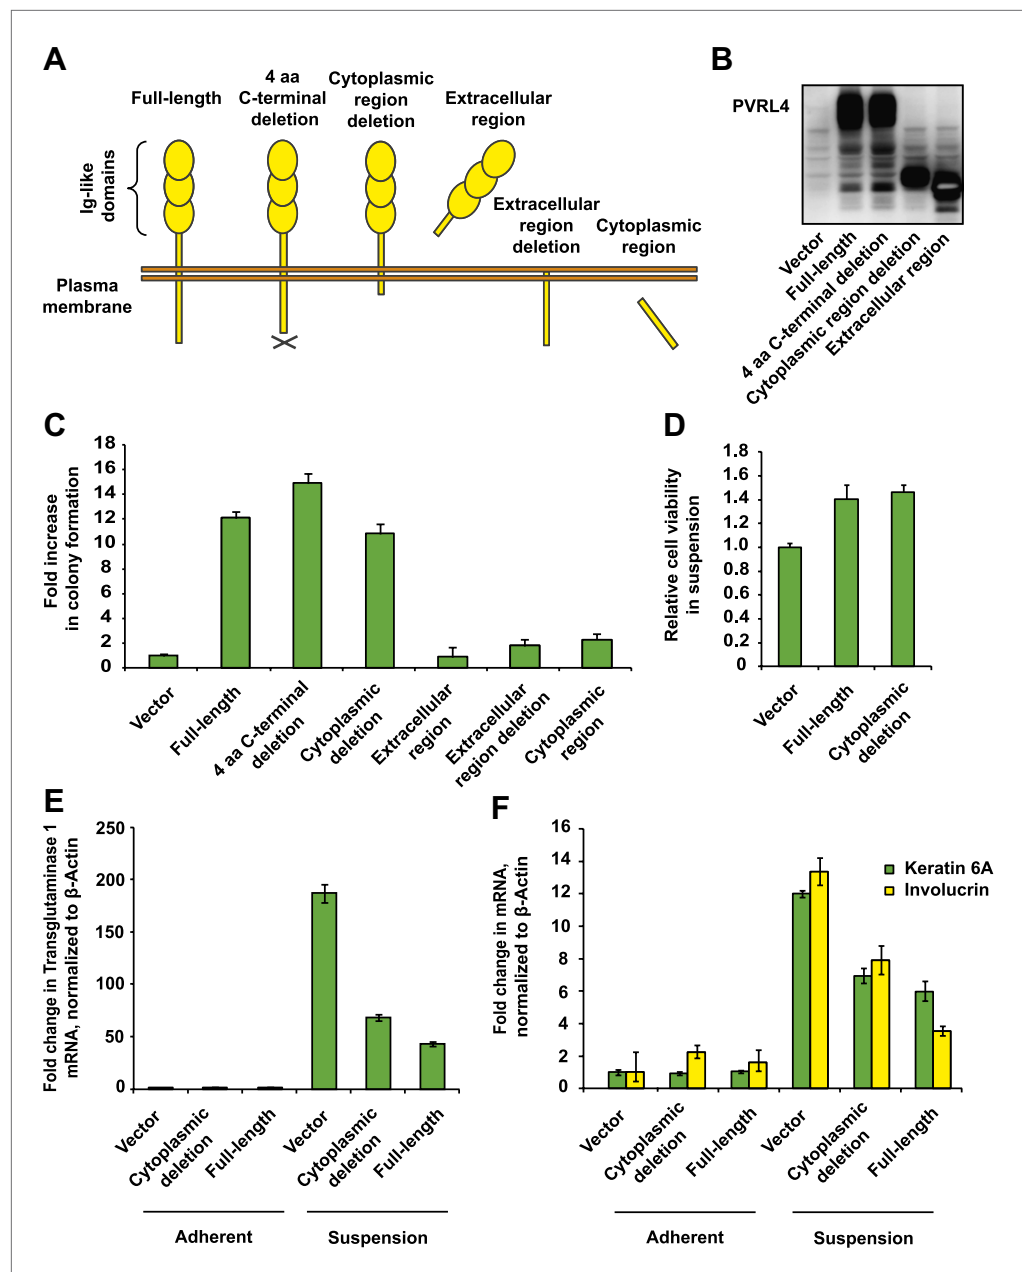 A
Full-length
4 aa
C-terminal
deletion
Cytoplasmic
region
deletion
Extracellular
region
Ig-like
domains
Extracellular
region
deletion
Cytoplasmic
region
Plasma
membrane
B
PVRL4
Vector
Full-length
4 aa C-terminal deletion
Cytoplasmic region deletion
Extracellular region
C
Fold increase
in colony formation
18
16
14
12
10
8
6
4
2
0
Vector
Full-length
4 aa C-terminal
deletion
Cytoplasmic
deletion
Extracellular
region
Extracellular
region deletion
Cytoplasmic
region
D
Relative cell viability
in suspension
1.8
1.6
1.4
1.2
1.0
0.8
0.6
0.4
0.2
0
Vector
Full-length
Cytoplasmic
deletion
E
Fold change in Transglutaminase 1
mRNA, normalized to β-Actin
250
200
150
100
50
0
Vector
Cytoplasmic
deletion
Full-length
Vector
Cytoplasmic
deletion
Full-length
Adherent
Suspension
F
Fold change in mRNA,
normalized to β-Actin
16
14
12
10
8
6
4
2
0
Keratin 6A
Involucrin
Vector
Cytoplasmic
deletion
Full-length
Vector
Cytoplasmic
deletion
Full-length
Adherent
Suspension